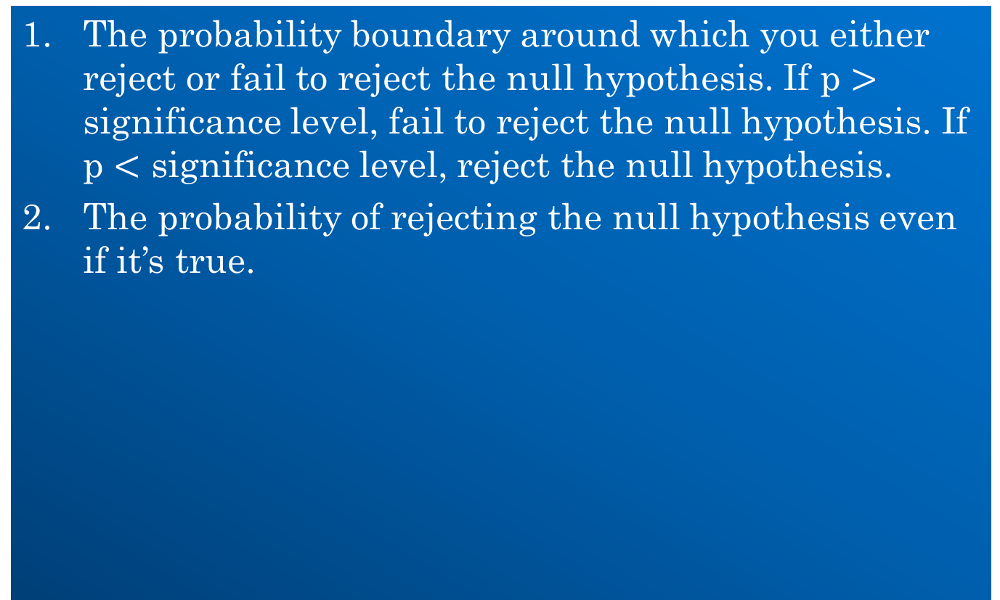 1. The probability boundary around which you either
reject or fail to reject the null hypothesis. If p >
significance level, fail to reject the null hypothesis. If
p < significance level, reject the null hypothesis.
2. The probability of rejecting the null hypothesis even
if it’s true.